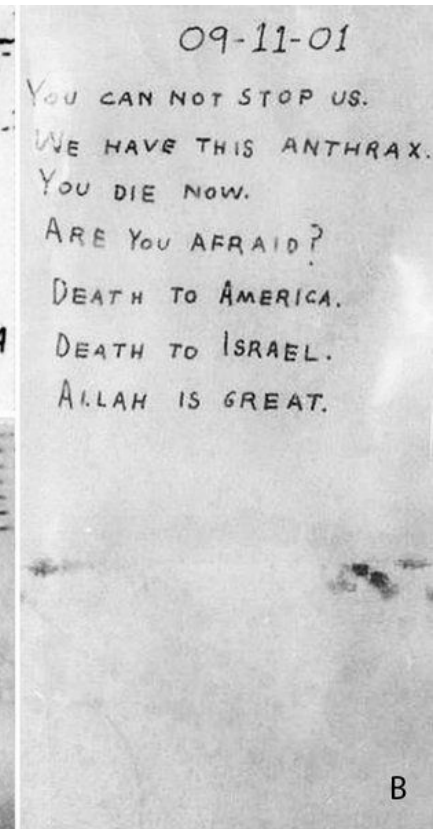 09-11-01
YOU CAN NOT STOP US.
WE HAVE THIS ANTHRAX.
YOU DIE NOW.
ARE YOU AFRAID?
DEATH TO AMERICA.
DEATH TO ISRAEL.
ALLAH IS GREAT.
B